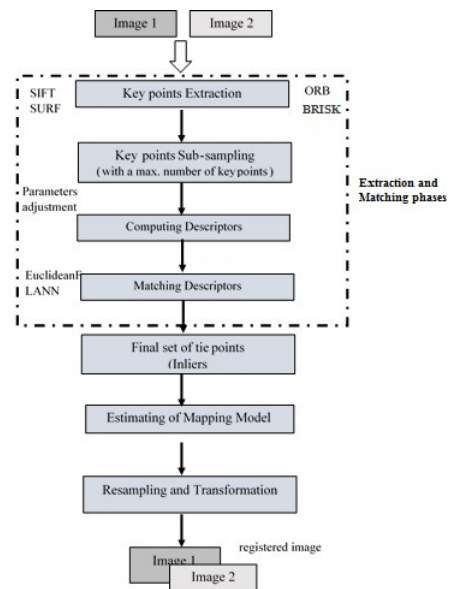 Image 1
Image 2
SIFT
SURF
Key points Extraction
ORB
BRISK
Key points Sub-sampling
(with a max. number of key points )
Parameters
adjustment
Extraction and
Matching phases
Computing Descriptors
EuclideanF
LANN
Matching Descriptors
Final set of tie points
(Inliers
Estimating of Mapping Model
Resampling and Transformation
registered image
Image 1
Image 2